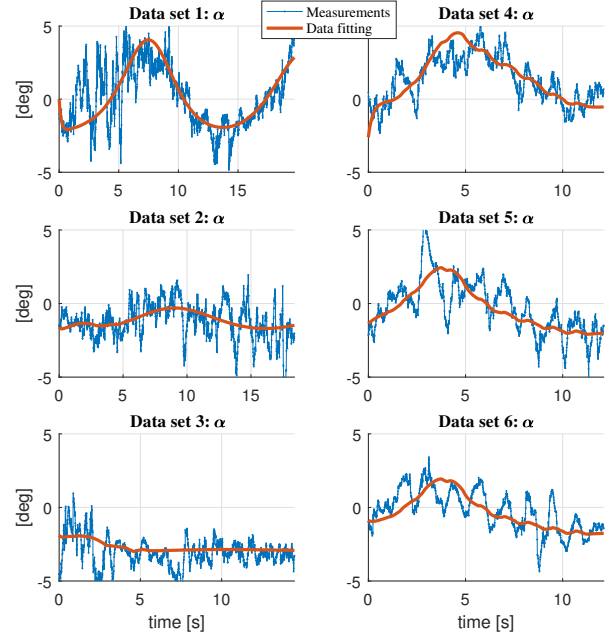 Data set 1: α
Measurements
Data fitting
Data set 4: α
[deg]
5
0
-5
0 5 10 15
5
0
-5
0 5 10
Data set 2: α
Data set 5: α
[deg]
5
0
-5
0 5 10 15
5
0
-5
0 5 10
Data set 3: α
Data set 6: α
[deg]
5
0
-5
0 5 10
5
0
-5
0 5 10
time [s]
time [s]